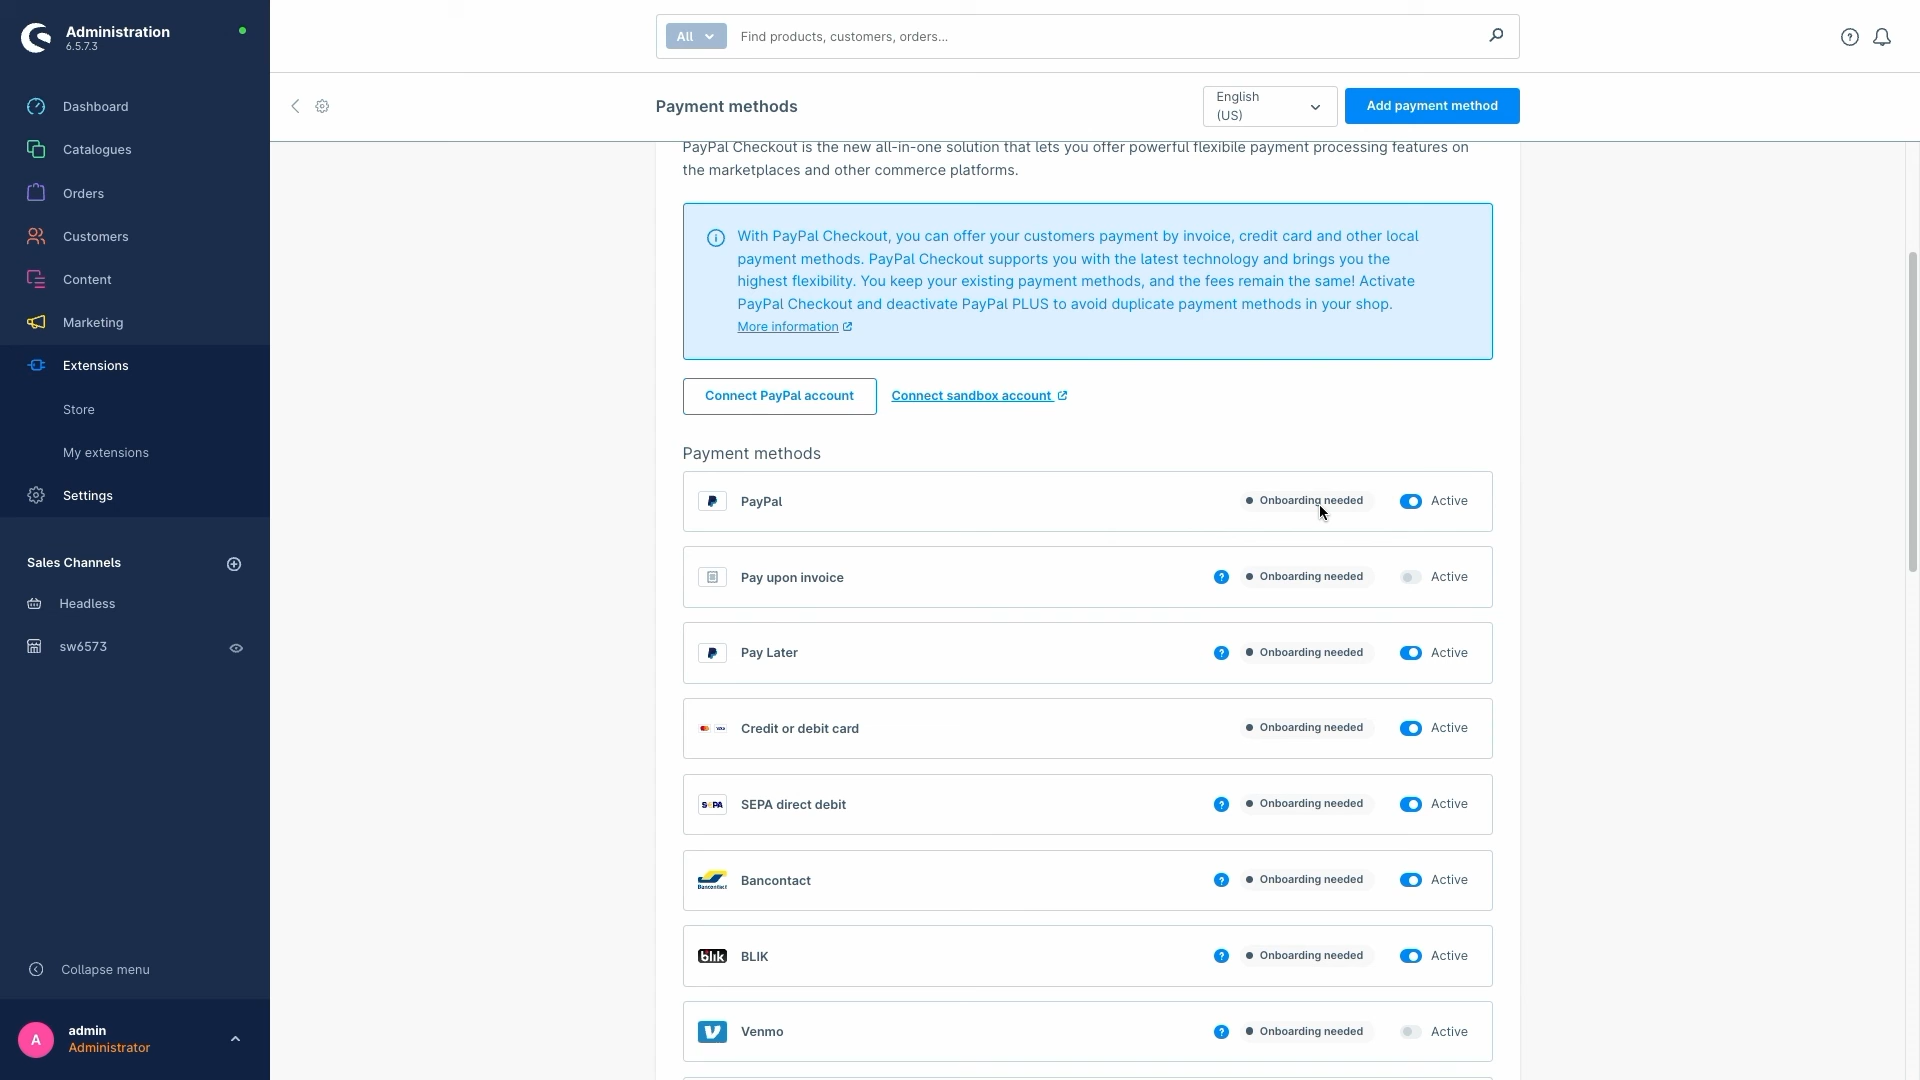 Administration
6.5.7.3
Dashboard
Catalogues
Orders
Customers
Content
Marketing
Extensions
Store
My extensions
Settings
Sales Channels
Headless
sw6573
Collapse menu
A
admin
Administrator
All
Find products, customers, orders...
Payment methods
English
(US)
Add payment method
PayPal Checkout is the new all-in-one solution that lets you offer powerful flexibile payment processing features on
the marketplaces and other commerce platforms.
With PayPal Checkout, you can offer your customers payment by invoice, credit card and other local
payment methods. PayPal Checkout supports you with the latest technology and brings you the
highest flexibility. You keep your existing payment methods, and the fees remain the same! Activate
PayPal Checkout and deactivate PayPal PLUS to avoid duplicate payment methods in your shop.
More information
Connect PayPal account
Connect sandbox account
Payment methods
PayPal Onboarding needed Active
Pay upon invoice ? Onboarding needed Active
Pay Later ? Onboarding needed Active
Credit or debit card Onboarding needed Active
SEPA SEPA direct debit ? Onboarding needed Active
Bancontact Bancontact ? Onboarding needed Active
blik BLIK ? Onboarding needed Active
Venmo ? Onboarding needed Active